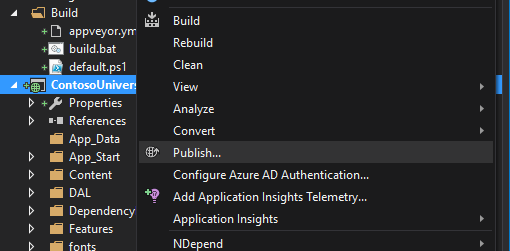 Build
appveyor.ym
build.bat
default.ps1
ContosoUnivers
Properties
References
App_Data
App_Start
Content
DAL
Dependency
Features
fonts
Build
Rebuild
Clean
View
Analyze
Convert
Publish...
Configure Azure AD Authentication...
Add Application Insights Telemetry...
Application Insights
NDepend